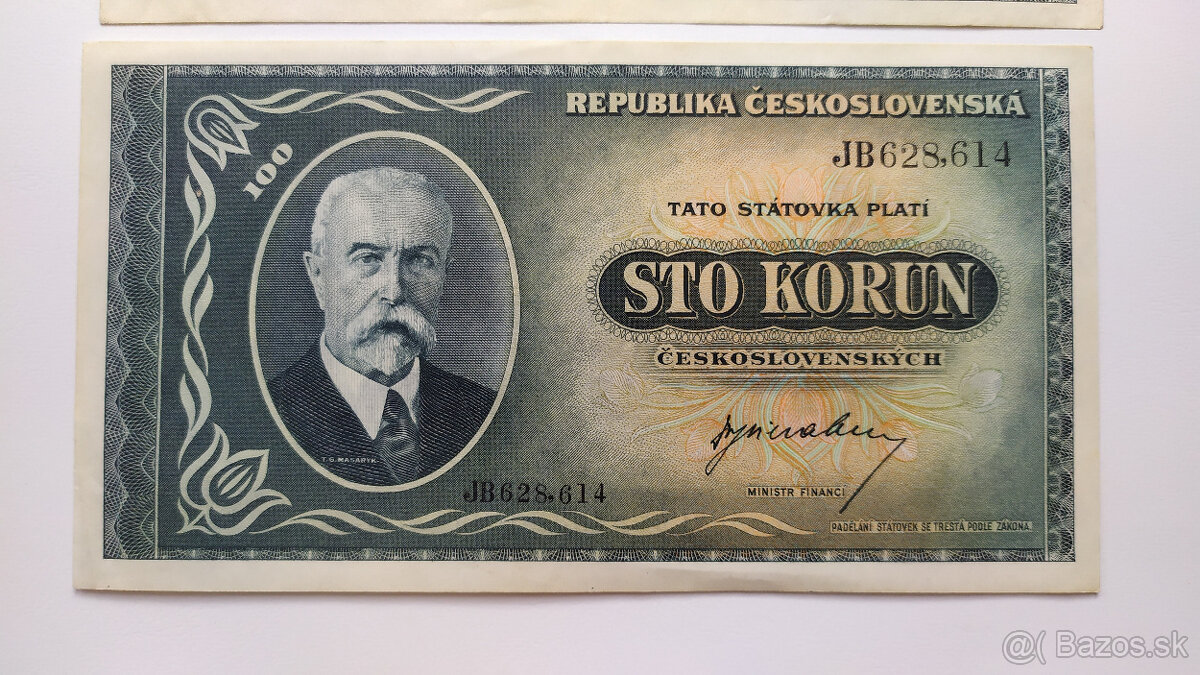 REPUBLIKA ČESKOSLOVENSKÁ
JB628,614
100
TATO STÁTOVKA PLATÍ
STO KORUN
ČESKOSLOVENSKÝCH
T. G. MASARYK
JB628,614
MINISTR FINANCÍ
PADĚLÁNÍ STÁTOVEK SE TRESTÁ PODLE ZÁKONA
@( Bazos.sk